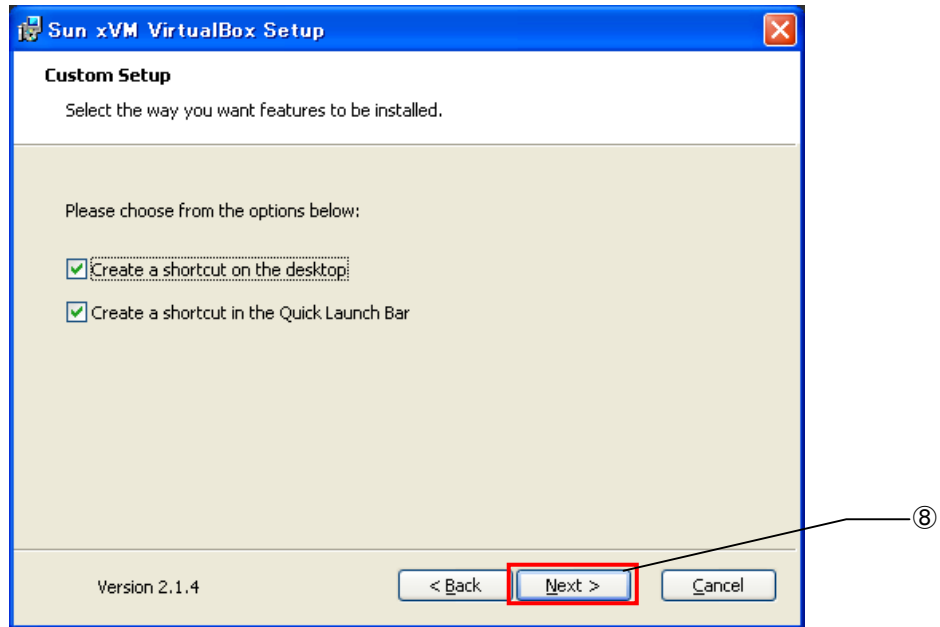 Sun xVM VirtualBox Setup
Custom Setup
Select the way you want features to be installed.
Please choose from the options below:
Create a shortcut on the desktop
Create a shortcut in the Quick Launch Bar
⑧
Version 2.1.4
< Back
Next >
Cancel